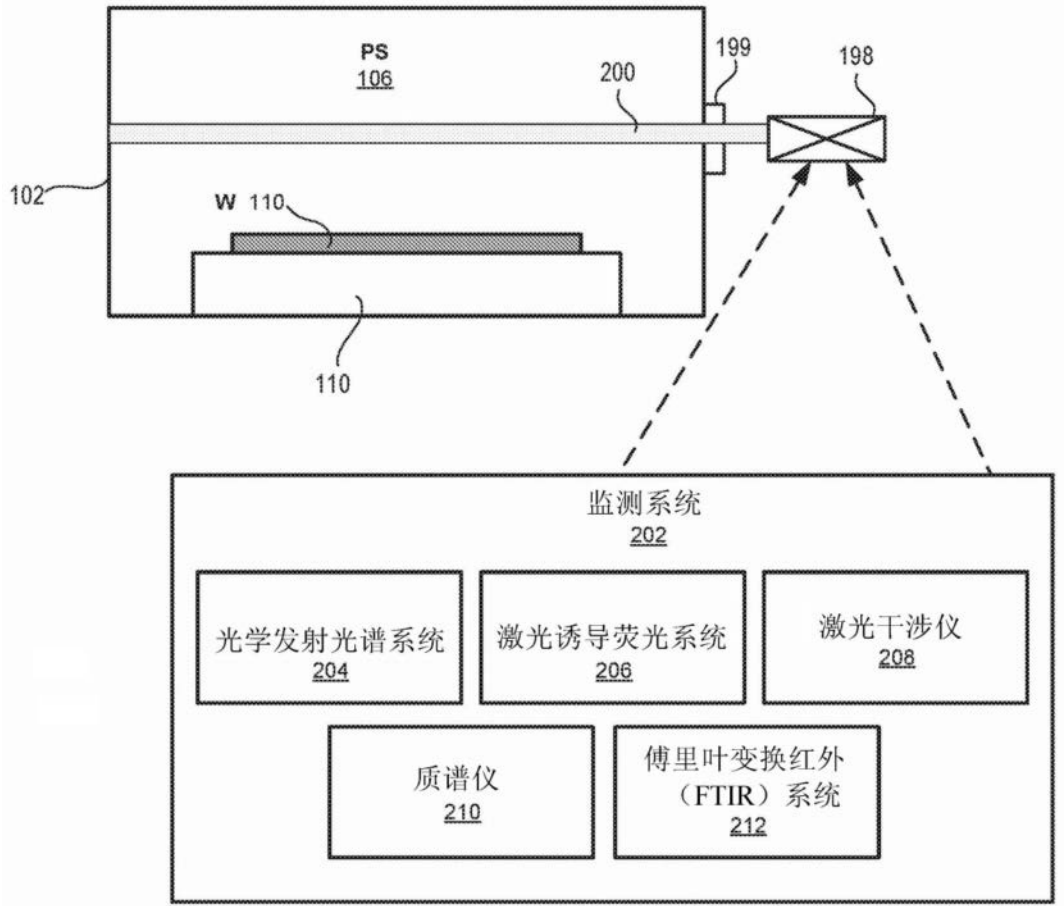 PS
106
200
199
198
102
W 110
110
监测系统
202
光学发射光谱系统
204
激光诱导荧光系统
206
激光干涉仪
208
质谱仪
210
傅里叶变换红外
（FTIR）系统
212